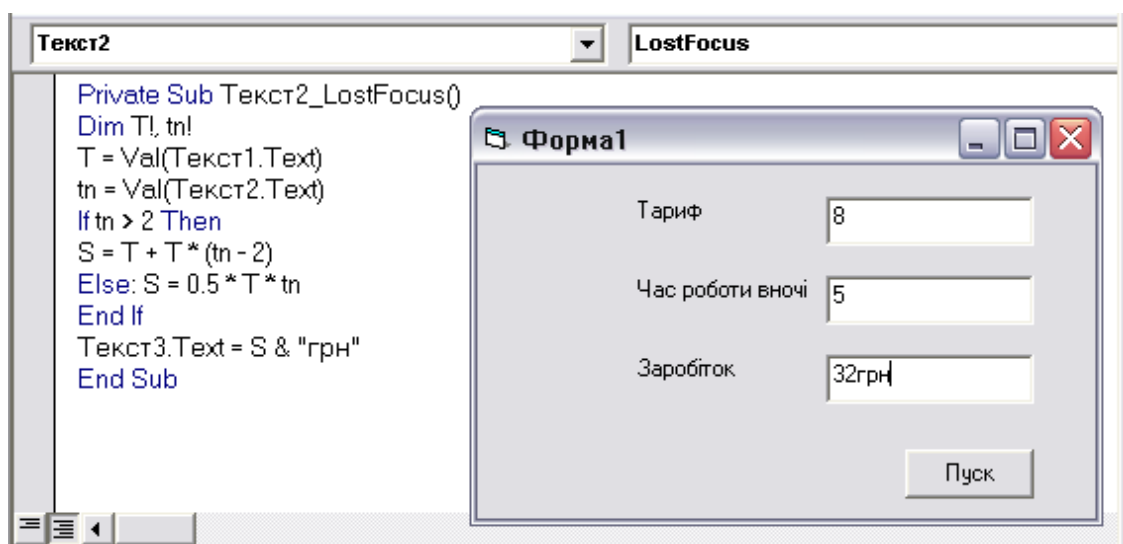 Текст2 LostFocus
Private Sub Текст2_LostFocus()
Dim T!, tn!
T = Val(Текст1.Text)
tn = Val(Текст2.Text)
If tn > 2 Then
S = T + T * (tn - 2)
Else: S = 0.5 * T * tn
End If
Текст3.Text = S & "грн"
End Sub
Форма1
Тариф 8
Час роботи вночі 5
Заробіток 32грн
Пуск